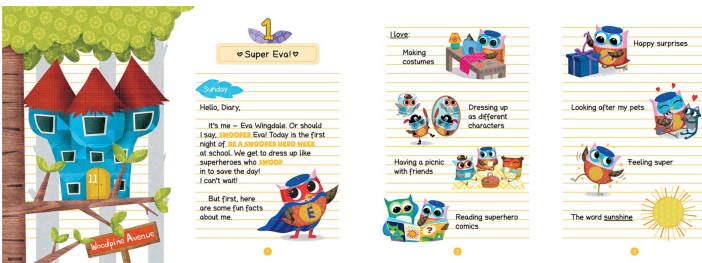 11
Woodpine Avenue
1
Super Eva!
Sunday
Hello, Diary,
It's me – Eva Wingdale. Or should
I say, SWOOPER Eva! Today is the first
night of BE A SWOOPER HERO WEEK
at school. We get to dress up like
superheroes who SWOOP
in to save the day!
I can't wait!
But first, here
are some fun facts
about me.
E
1
I love:
Making
costumes
Dressing up
as different
characters
Having a picnic
with friends
Reading superhero
comics
?
2
Happy surprises
Looking after my pets
Feeling super
The word sunshine
3